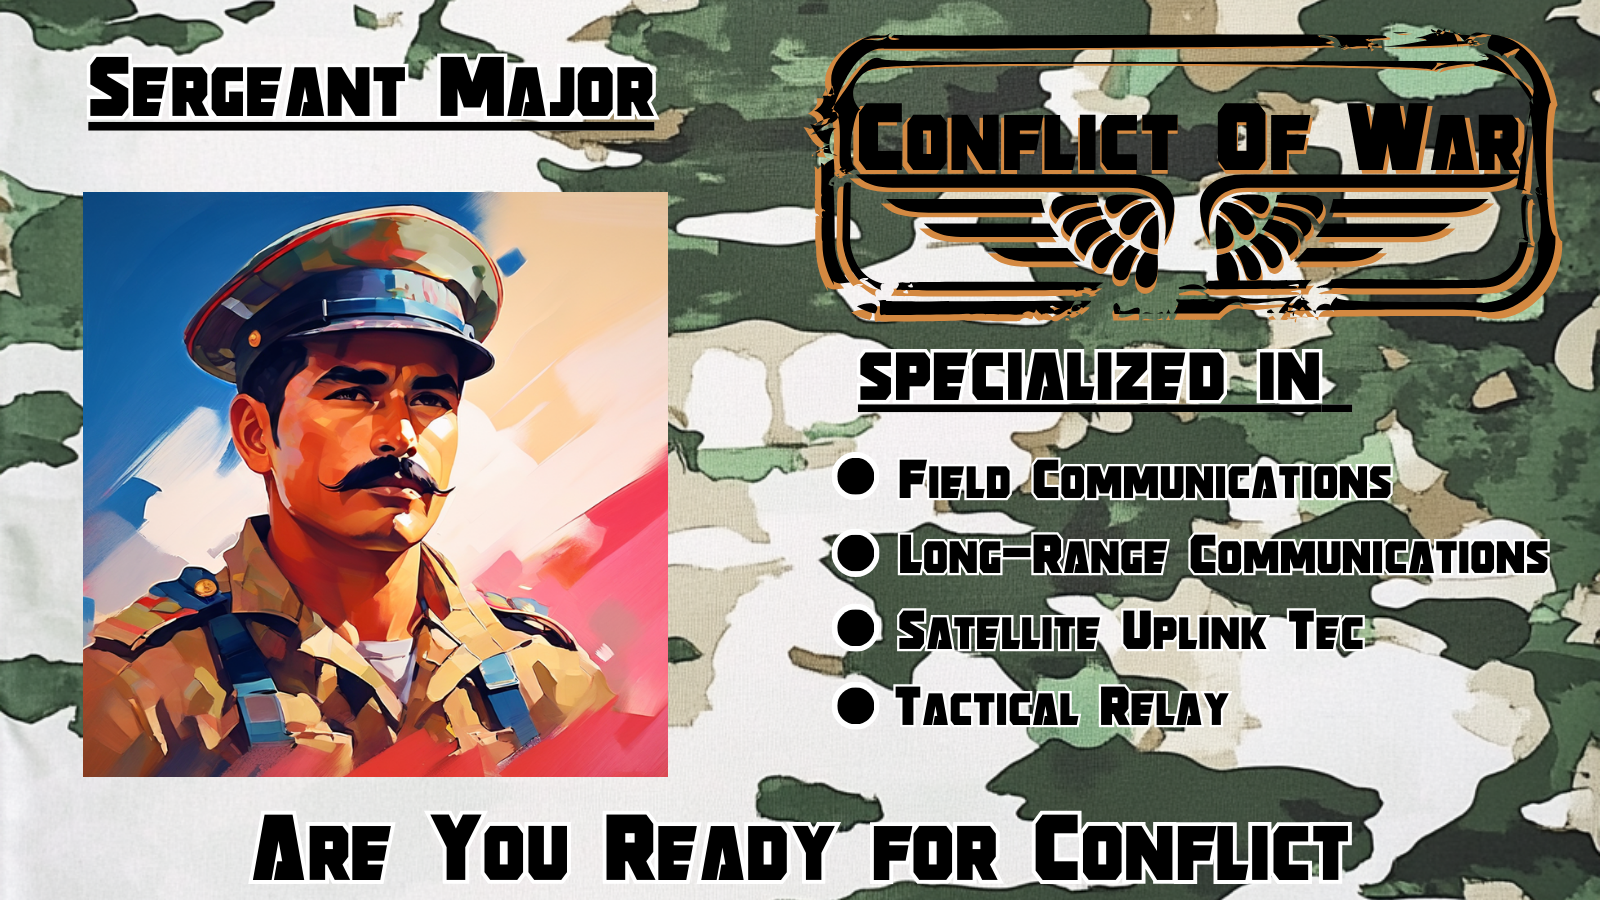 Sergeant Major
Conflict Of War
SPECIALIZED IN
Field Communications
Long-Range Communications
Satellite Uplink Tec
Tactical Relay
Are You Ready for Conflict